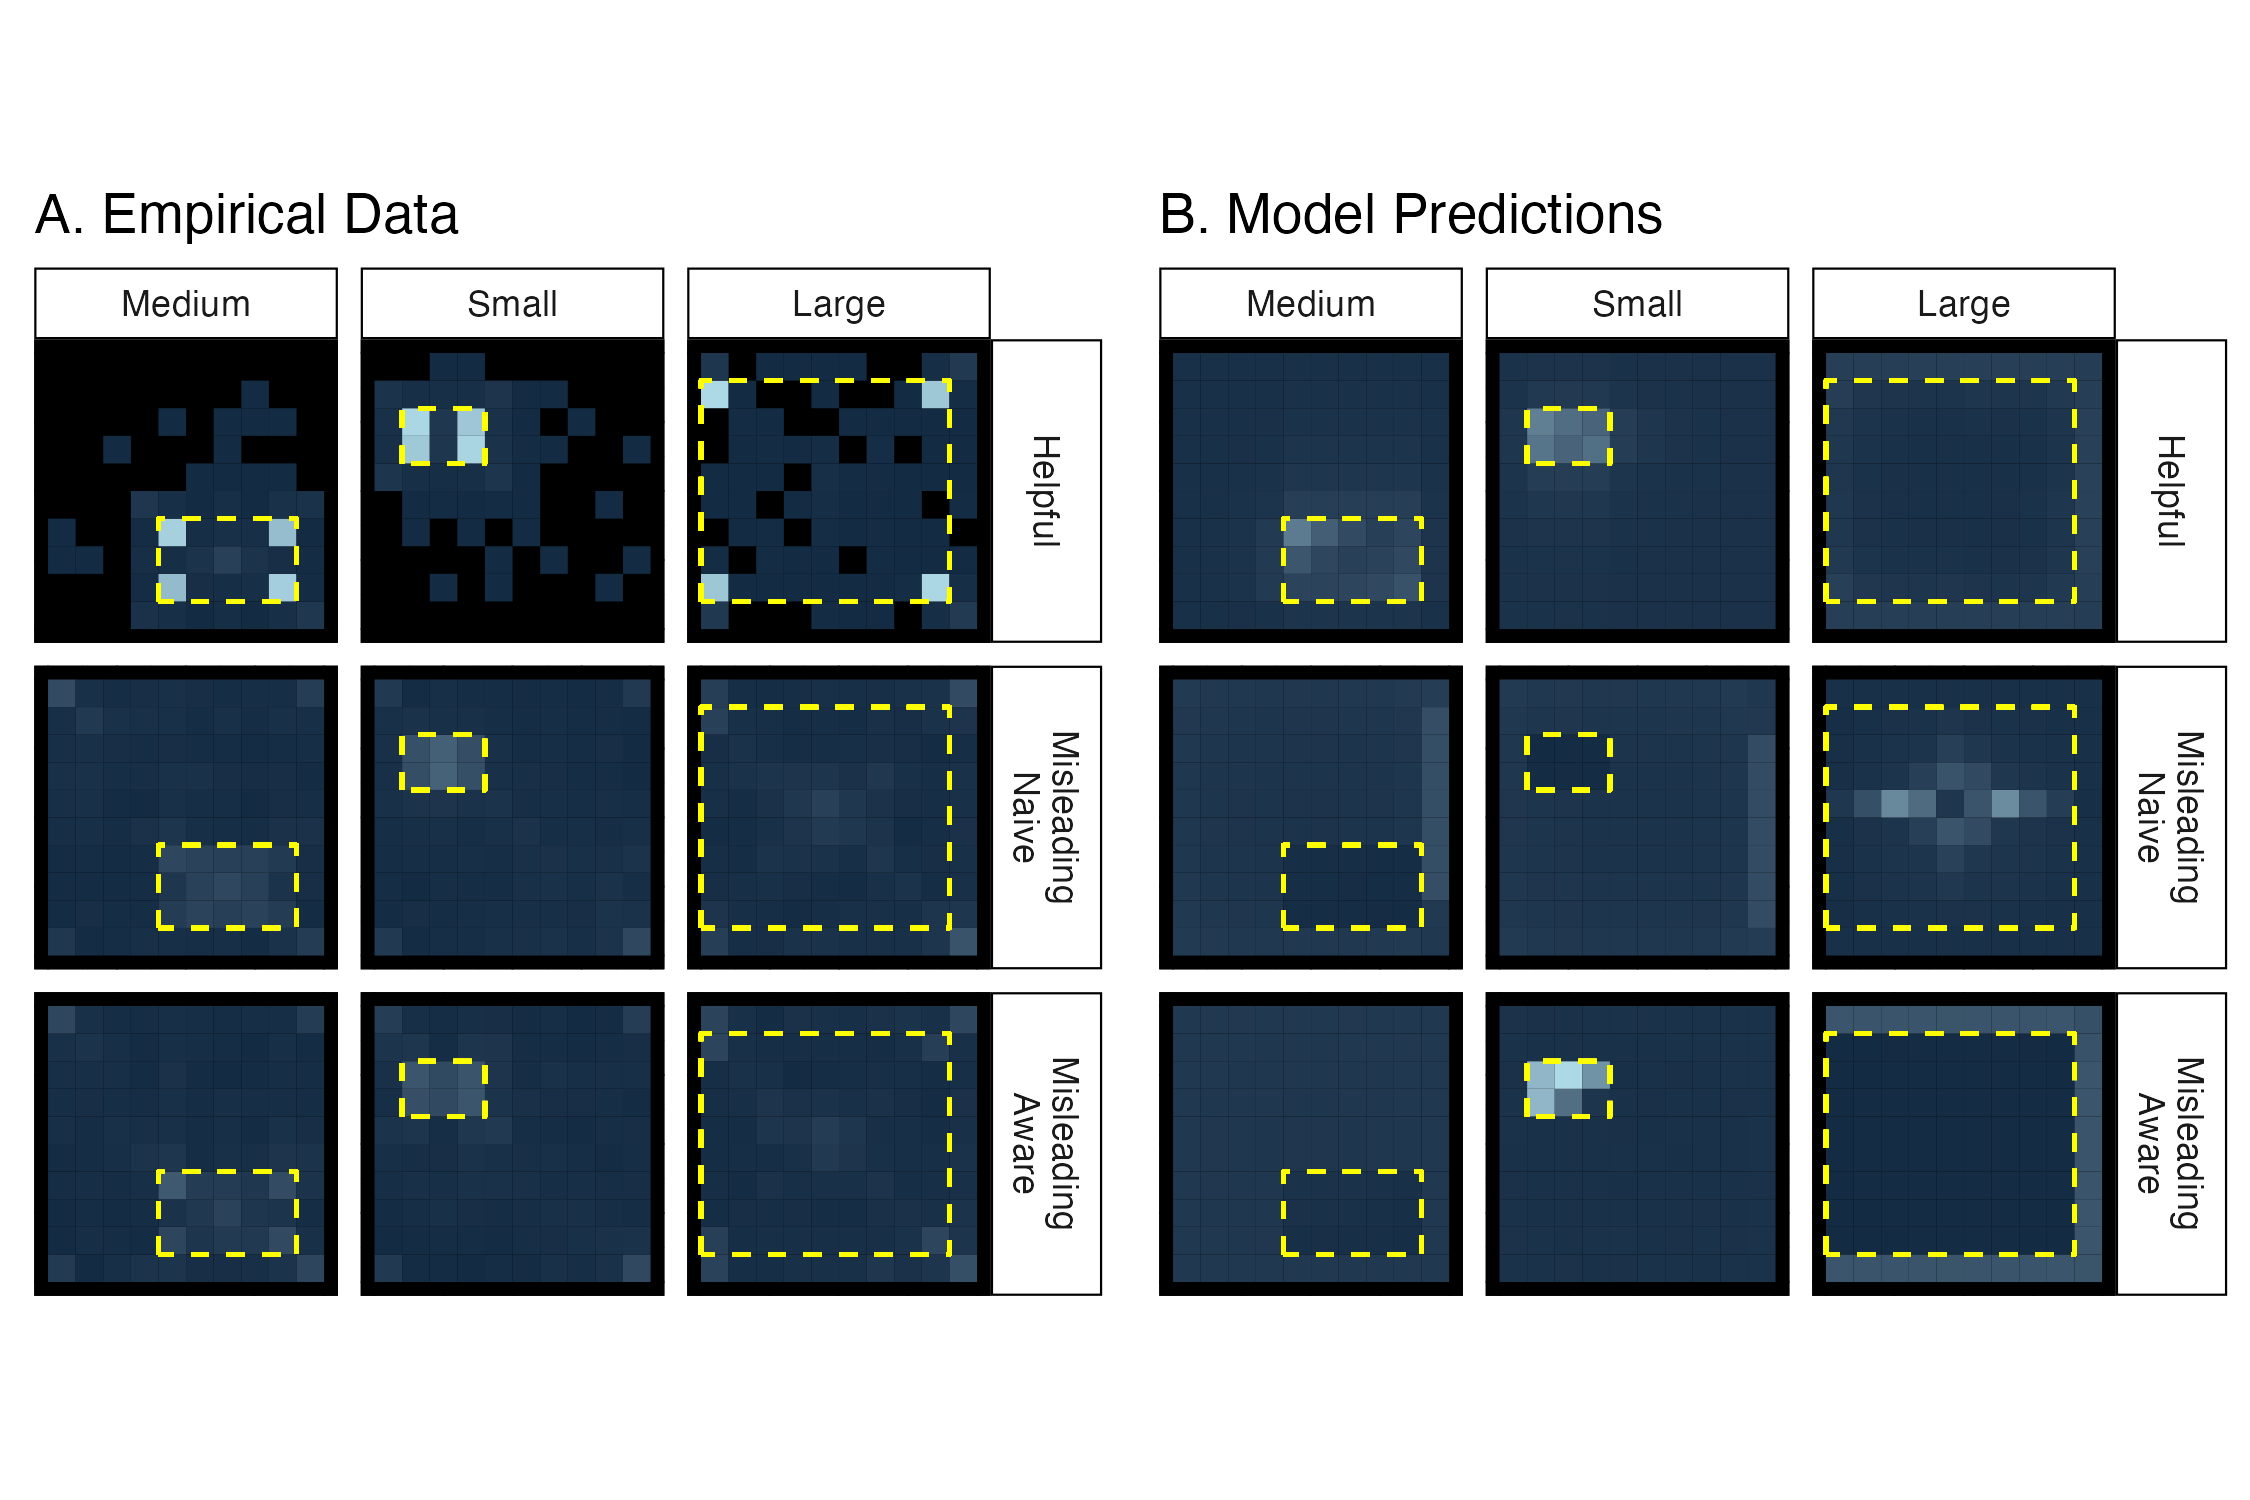 A. Empirical Data
Medium
Small
Large
Helpful
Misleading
Naive
Misleading
Aware
B. Model Predictions
Medium
Small
Large
Helpful
Misleading
Naive
Misleading
Aware